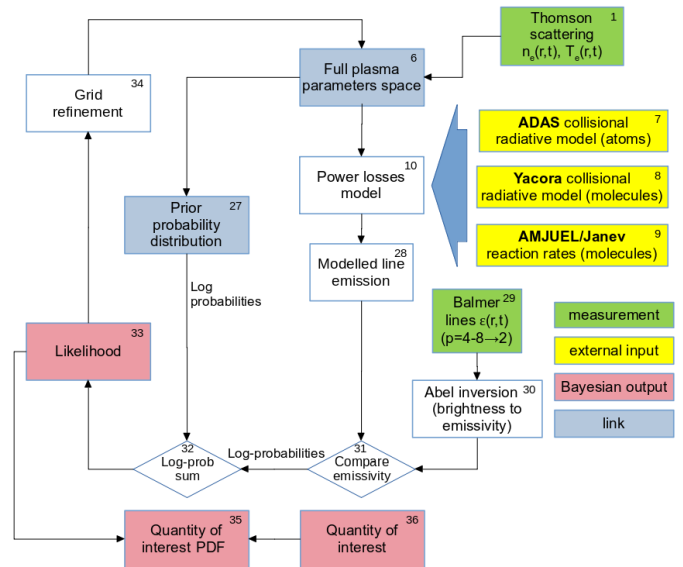 Thomson 1
scattering
nₑ(r,t), Tₑ(r,t)
6
Full plasma
parameters space
34
Grid
refinement
7
ADAS collisional
radiative model (atoms)
10
Power losses
model
8
Yacora collisional
radiative model (molecules)
27
Prior
probability
distribution
9
AMJUEL/Janev
reaction rates (molecules)
28
Modelled line
emission
Log
probabilities
Balmer 29
lines ε(r,t)
(p=4-8→2)
measurement
33
Likelihood
external input
Bayesian output
30
Abel inversion
(brightness to
emissivity)
link
32
Log-prob
sum
Log-probabilities
31
Compare
emissivity
35
Quantity of
interest PDF
36
Quantity of
interest